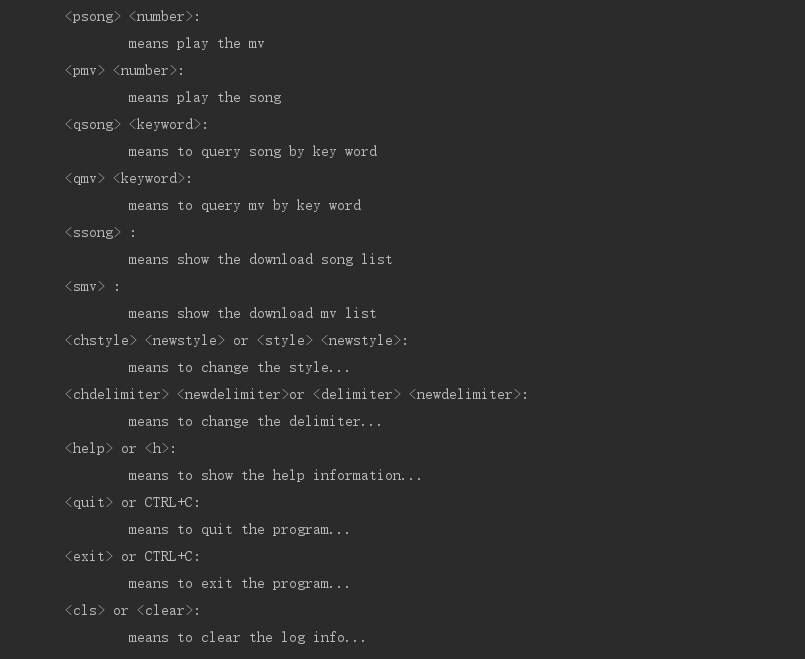 <psong> <number>:
means play the mv
<pmv> <number>:
means play the song
<qsong> <keyword>:
means to query song by key word
<qmv> <keyword>:
means to query mv by key word
<ssong> :
means show the download song list
<smv> :
means show the download mv list
<chstyle> <newstyle> or <style> <newstyle>:
means to change the style...
<chdelimiter> <newdelimiter>or <delimiter> <newdelimiter>:
means to change the delimiter...
<help> or <h>:
means to show the help information...
<quit> or CTRL+C:
means to quit the program...
<exit> or CTRL+C:
means to exit the program...
<cls> or <clear>:
means to clear the log info...